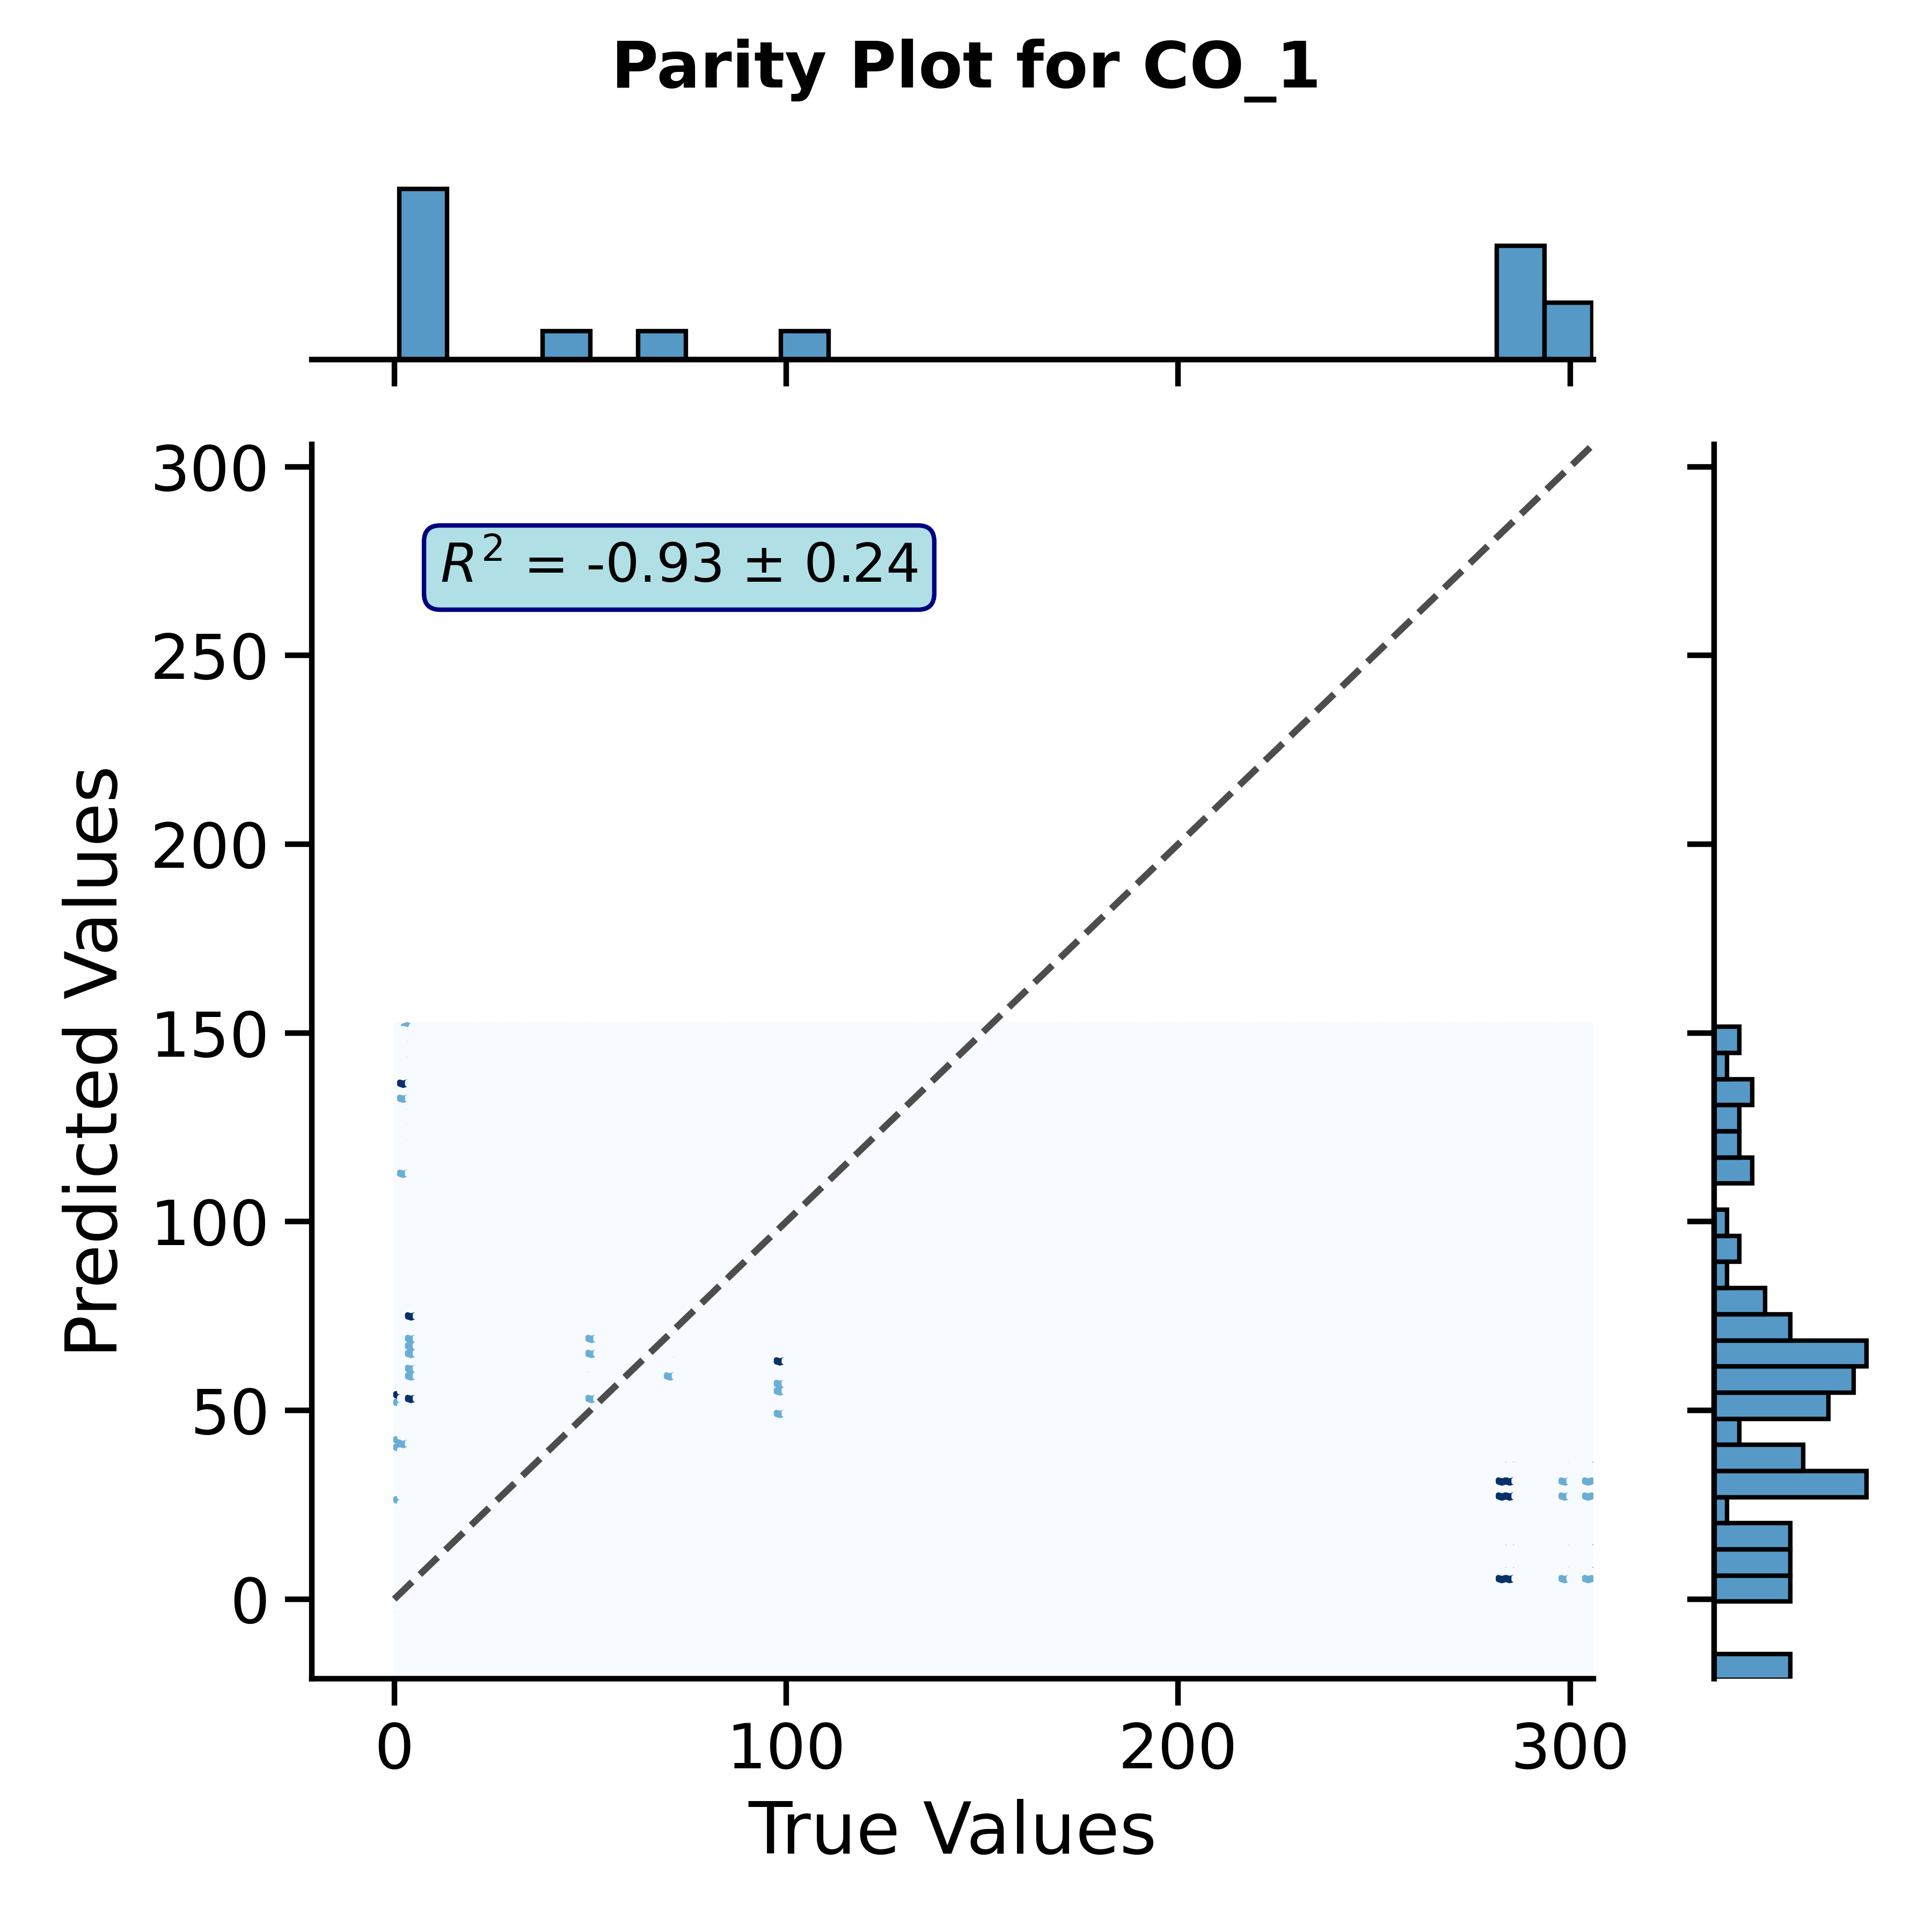 Parity Plot for CO_1
R² = -0.93 ± 0.24
Predicted Values
300
250
200
150
100
50
0
0 100 200 300
True Values